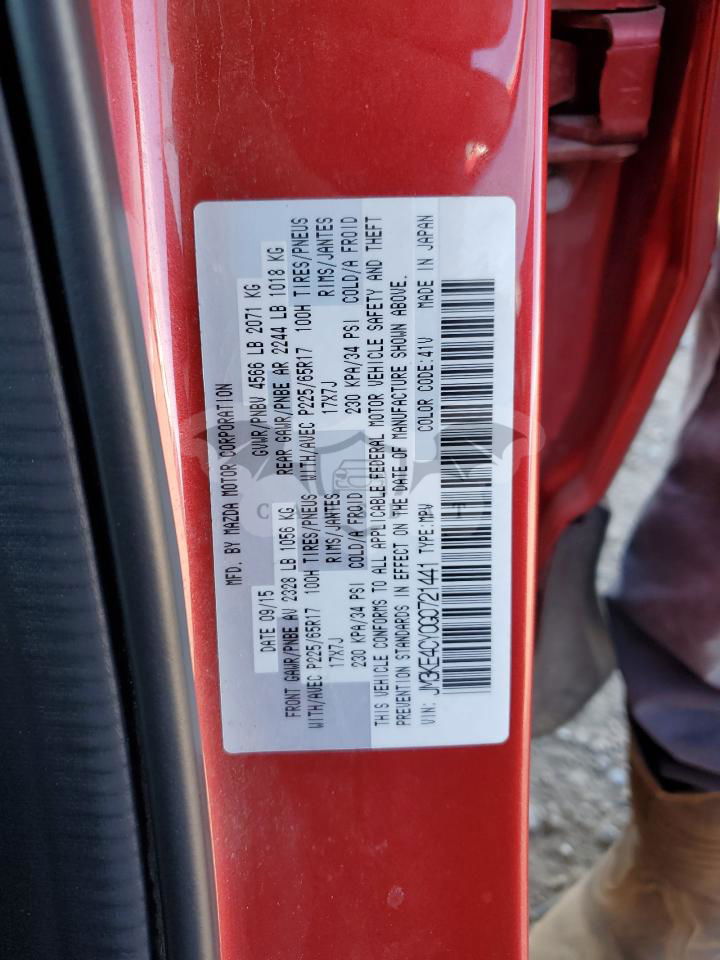 MFD. BY MAZDA MOTOR CORPORATION
DATE 09/15 GVWR/PNBV 4566 LB 2071 KG
FRONT GAWR/PNBE AV 2328 LB 1056 KG REAR GAWR/PNBE AR 2244 LB 1018 KG
WITH/AVEC P225/65R17 100H TIRES/PNEUS WITH/AVEC P225/65R17 100H TIRES/PNEUS
17X7J RIMS/JANTES 17X7J RIMS/JANTES
230 KPA/34 PSI COLD/A FROID 230 KPA/34 PSI COLD/A FROID
THIS VEHICLE CONFORMS TO ALL APPLICABLE FEDERAL MOTOR VEHICLE SAFETY AND THEFT
PREVENTION STANDARDS IN EFFECT ON THE DATE OF MANUFACTURE SHOWN ABOVE.
VIN: JM3KE4CY0G0721441 TYPE:MPV COLOR CODE:41V MADE IN JAPAN